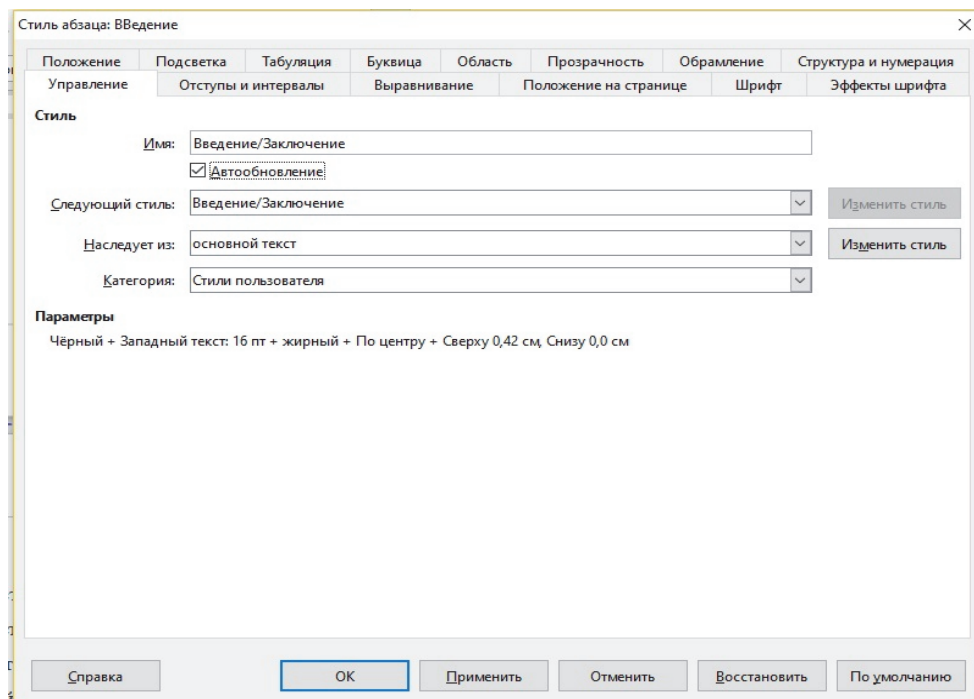 Стиль абзаца: ВВедение
Положение Подсветка Табуляция Буквица Область Прозрачность Обрамление Структура и нумерация
Управление Отступы и интервалы Выравнивание Положение на странице Шрифт Эффекты шрифта
Стиль
Имя: Введение/Заключение
Автообновление
Следующий стиль: Введение/Заключение Изменить стиль
Наследует из: основной текст Изменить стиль
Категория: Стили пользователя
Параметры
Чёрный + Западный текст: 16 пт + жирный + По центру + Сверху 0,42 см, Снизу 0,0 см
Справка ОК Применить Отменить Восстановить По умолчанию